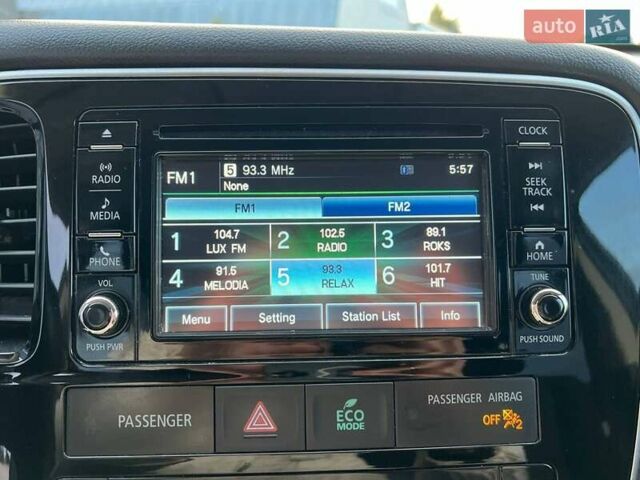 auto RIA
.com
CLOCK
RADIO
MEDIA
PHONE
VOL
PUSH PWR
SEEK
TRACK
HOME
TUNE
PUSH SOUND
FM1 5 93.3 MHz 5:57
None
FM1 FM2
1 104.7 LUX FM 2 102.5 RADIO 3 89.1 ROKS
4 91.6 MELODIA 5 93.3 RELAX 6 101.7 HIT
Menu Setting Station List Info
PASSENGER
ECO
MODE
PASSENGER AIRBAG
OFF 2